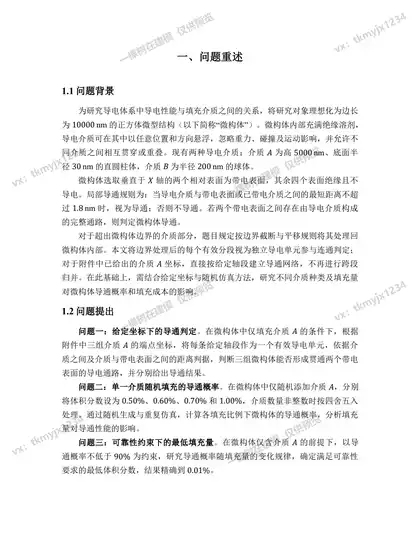 一、问题重述
1.1 问题背景
为研究导电体系中导电性能与填充介质之间的关系，将研究对象理想化为边长
为 10000 nm 的正方体微型结构（以下简称“微构体”）。微构体内部充满绝缘溶剂，
导电介质可在其中以任意位置和方向悬浮，忽略重力、碰撞及运动影响，并允许不
同介质之间相互贯穿或重叠。现有两种导电介质：介质 A 为高 5000 nm、底面半
径 30 nm 的直圆柱体，介质 B 为半径 200 nm 的球体。
微构体选取垂直于 X 轴的两个相对表面为带电表面，其余四个表面绝缘且不
导电。局部导通规则为：当导电介质与带电表面或已带电介质之间的最短距离不超
过 1.8 nm 时，视为导通；否则不导通。若两个带电表面之间存在由导电介质构成
的完整通路，则判定微构体导通。
对于超出微构体边界的介质部分，题目规定按边界截断与平移规则将其处理回
微构体内部。本文将边界处理后的每个有效分段视为独立导电单元参与连通判定；
对于附件中已给出的介质 A 坐标，直接按给定轴段建立导通网络，不再进行跨段
归并。在此基础上，需结合给定坐标与随机仿真方法，研究不同介质种类及填充量
对微构体导通概率和填充成本的影响。
1.2 问题提出
问题一：给定坐标下的导通判定。在微构体中仅填充介质 A 的条件下，根据
附件中三组介质 A 的端点坐标，将每条给定轴段作为一个有效导电单元，依据介
质之间及介质与带电表面之间的距离判据，判断三组微构体能否形成贯通两个带电
表面的导电通路，并分别给出导通结果。
问题二：单一介质随机填充的导通概率。在微构体中仅随机添加介质 A，分别
将体积分数设为 0.50%、0.60%、0.70% 和 1.00%，介质数量非整数时按四舍五入
处理。通过随机生成与重复仿真，计算各填充比例下微构体的导通概率，分析填充
量对导通性能的影响。
问题三：可靠性约束下的最低填充量。在微构体仅含介质 A 的前提下，以导
通概率不低于 90% 为约束，研究导通概率随填充量的变化规律，确定满足可靠性
要求的最低体积分数，结果精确到 0.01%。
vx: tkmyjx1234